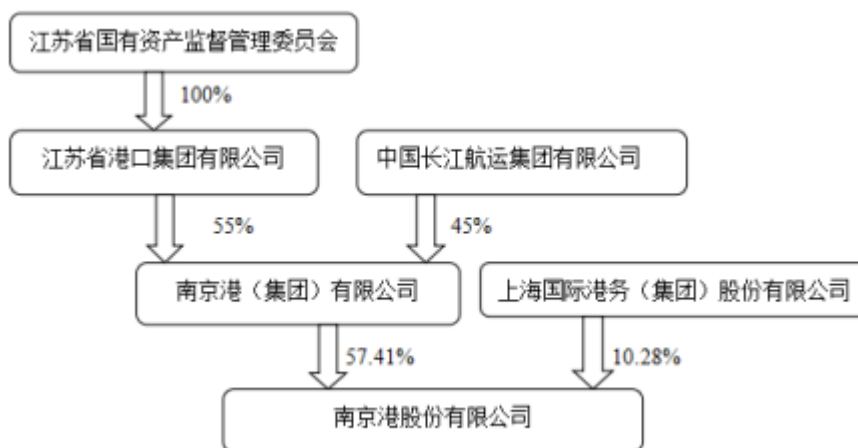 江苏省国有资产监督管理委员会
100%
江苏省港口集团有限公司
中国长江航运集团有限公司
55%
45%
南京港（集团）有限公司
上海国际港务（集团）股份有限公司
57.41%
10.28%
南京港股份有限公司